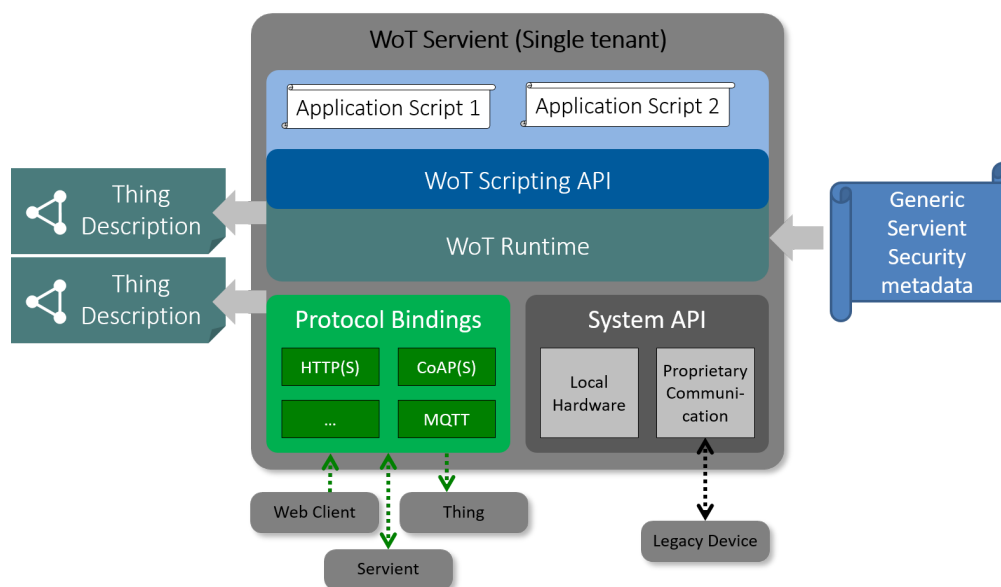 WoT Servient (Single tenant)
Application Script 1
Application Script 2
WoT Scripting API
WoT Runtime
Thing
Description
Thing
Description
Generic
Servient
Security
metadata
Protocol Bindings
HTTP(S)
CoAP(S)
...
MQTT
System API
Local
Hardware
Proprietary
Communi-
cation
Web Client
Thing
Servient
Legacy Device